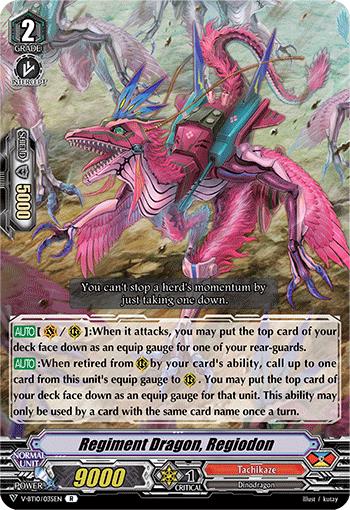 2
GRADE
INTERCEPT
SHIELD
5000
You can't stop a herd's momentum by
just taking one down.
AUTO [ / ]:When it attacks, you may put the top card of your
deck face down as an equip gauge for one of your rear-guards.
AUTO-:When retired from by your card's ability, call up to one
card from this unit's equip gauge to . You may put the top card of
your deck face down as an equip gauge for that unit. This ability may
only be used by a card with the same card name once a turn.
Regiment Dragon, Regiodon
NORMAL
UNIT
POWER
9000
1
CRITICAL
Tachikaze
Dinodragon
V-BT10/035EN R
Illust / kutay